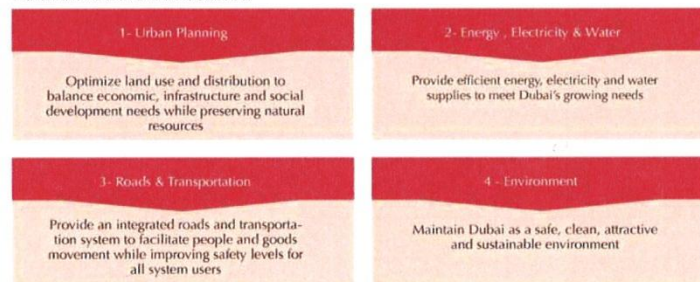 1- Urban Planning
Optimize land use and distribution to
balance economic, infrastructure and social
development needs while preserving natural
resources
2- Energy , Electricity & Water
Provide efficient energy, electricity and water
supplies to meet Dubai's growing needs
3- Roads & Transportation
Provide an integrated roads and transporta-
tion system to facilitate people and goods
movement while improving safety levels for
all system users
4 - Environment
Maintain Dubai as a safe, clean, attractive
and sustainable environment